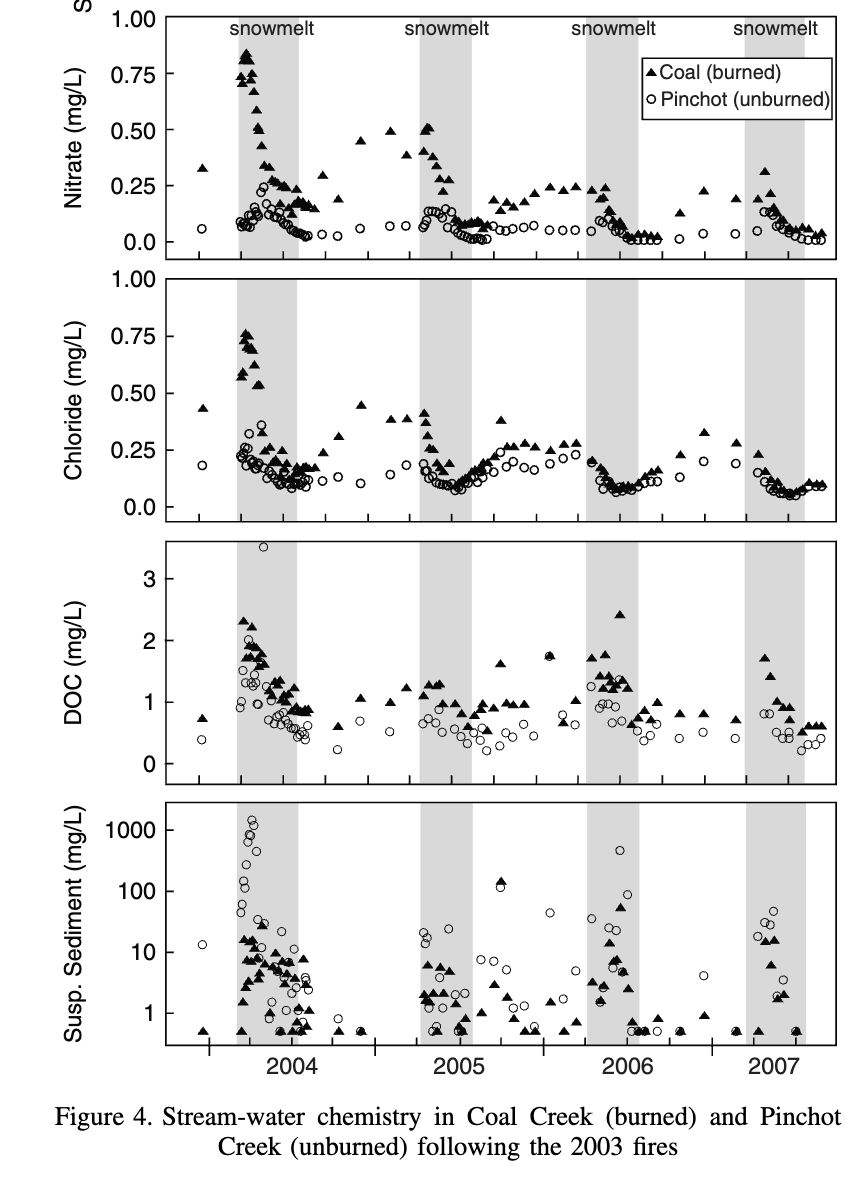 S
snowmelt snowmelt snowmelt snowmelt
1.00
0.75
0.50
0.25
0.0
Nitrate (mg/L)
Coal (burned)
Pinchot (unburned)
1.00
0.75
0.50
0.25
0.0
Chloride (mg/L)
3
2
1
0
DOC (mg/L)
1000
100
10
1
Susp. Sediment (mg/L)
2004 2005 2006 2007
Figure 4. Stream-water chemistry in Coal Creek (burned) and Pinchot
Creek (unburned) following the 2003 fires